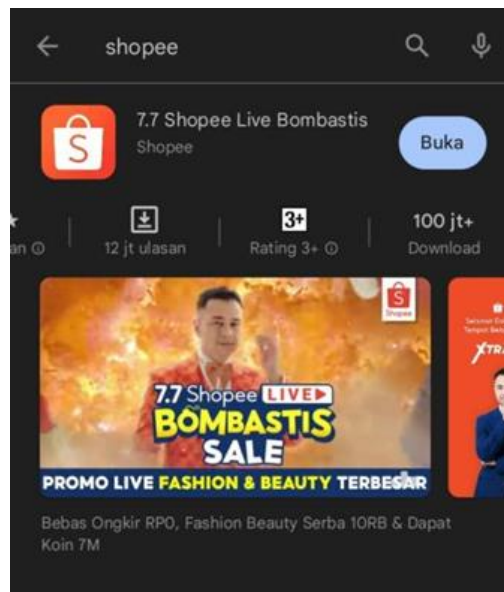 shopee
7.7 Shopee Live Bombastis
Shopee
Buka
S
3+
100 jt+
an
12 jt ulasan
Rating 3+
Download
7.7 Shopee LIVE
BOMBASTIS
SALE
PROMO LIVE FASHION & BEAUTY TERBESAR
S
Shopee
XTRA
Bebas Ongkir RP0, Fashion Beauty Serba 10RB & Dapat
Koin 7M